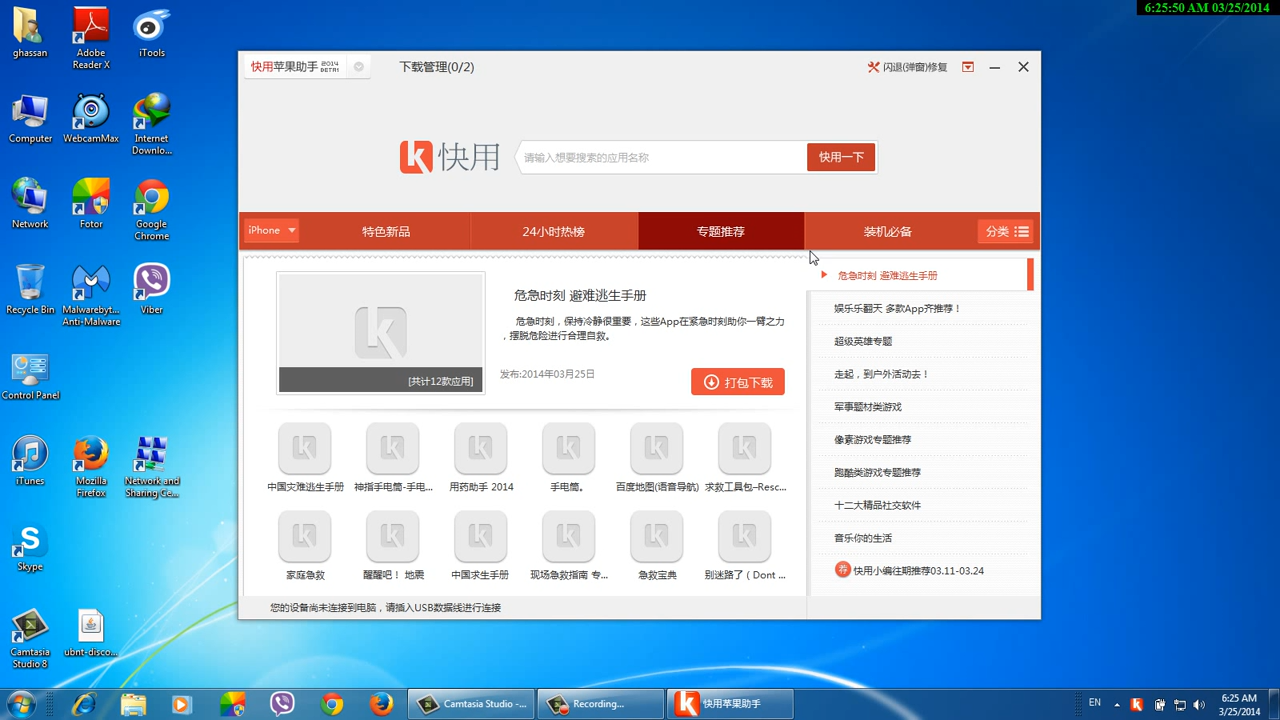 6:25:50 AM 03/25/2014
ghassan
Adobe
Reader X
iTools
Computer
WebcamMax
Internet
Downlo...
Network
Fotor
Google
Chrome
Recycle Bin
Malwarebyt...
Anti-Malware
Viber
Control Panel
iTunes
Mozilla
Firefox
Network and
Sharing Ce...
Skype
Camtasia
Studio 8
ubnt-disco...
快用苹果助手 2014 BETA
下载管理(0/2)
闪退(弹窗)修复
快用
请输入想要搜索的应用名称
快用一下
iPhone
特色新品
24小时热榜
专题推荐
装机必备
分类
[共计12款应用]
危急时刻 避难逃生手册
危急时刻，保持冷静很重要，这些App在紧急时刻助你一臂之力
，摆脱危险进行合理自救。
发布:2014年03月25日
打包下载
中国灾难逃生手册
神指手电筒-手电...
用药助手 2014
手电筒。
百度地图(语音导航)
求救工具包–Resc...
家庭急救
醒醒吧！ 地震
中国求生手册
现场急救指南 专...
急救宝典
别迷路了（Dont ...
危急时刻 避难逃生手册
娱乐乐翻天 多款App齐推荐！
超级英雄专题
走起，到户外活动去！
军事题材类游戏
像素游戏专题推荐
跑酷类游戏专题推荐
十二大精品社交软件
音乐你的生活
荐 快用小编往期推荐03.11-03.24
您的设备尚未连接到电脑，请插入USB数据线进行连接
Camtasia Studio -...
Recording...
快用苹果助手
EN
6:25 AM
3/25/2014